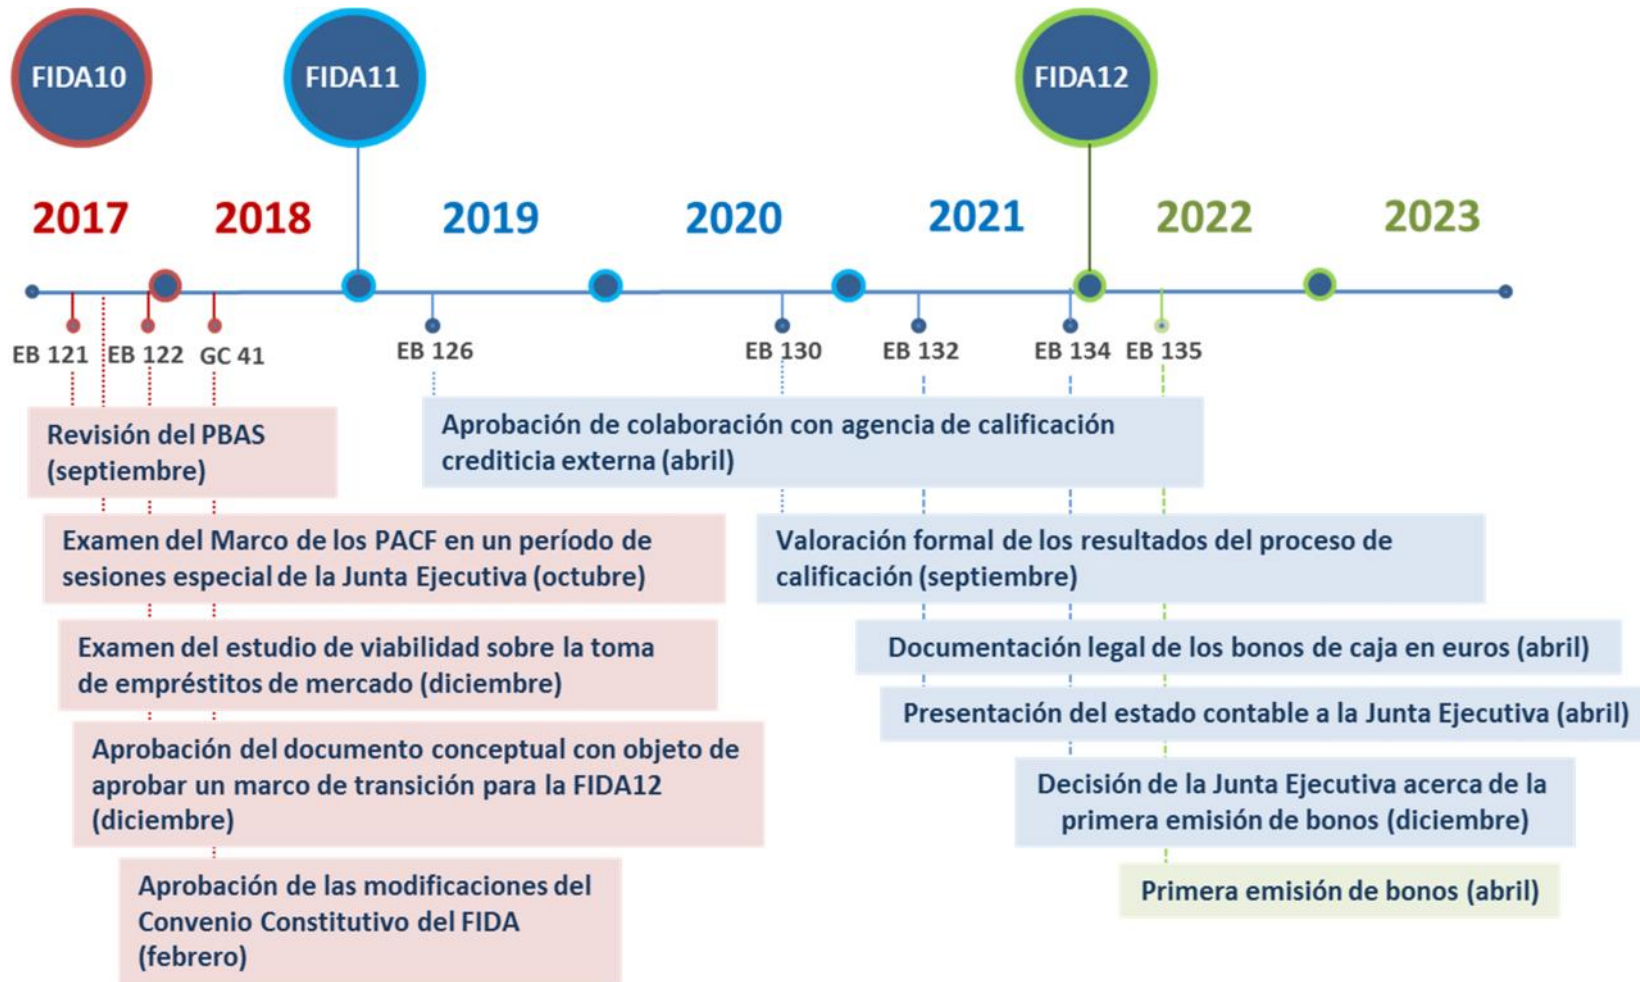 FIDA10
FIDA11
FIDA12
2017
2018
2019
2020
2021
2022
2023
EB 121
EB 122
GC 41
EB 126
EB 130
EB 132
EB 134
EB 135
Revisión del PBAS
(septiembre)
Aprobación de colaboración con agencia de calificación
crediticia externa (abril)
Examen del Marco de los PACF en un período de
sesiones especial de la Junta Ejecutiva (octubre)
Valoración formal de los resultados del proceso de
calificación (septiembre)
Examen del estudio de viabilidad sobre la toma
de empréstitos de mercado (diciembre)
Documentación legal de los bonos de caja en euros (abril)
Presentación del estado contable a la Junta Ejecutiva (abril)
Aprobación del documento conceptual con objeto de
aprobar un marco de transición para la FIDA12
(diciembre)
Decisión de la Junta Ejecutiva acerca de la
primera emisión de bonos (diciembre)
Aprobación de las modificaciones del
Convenio Constitutivo del FIDA
(febrero)
Primera emisión de bonos (abril)